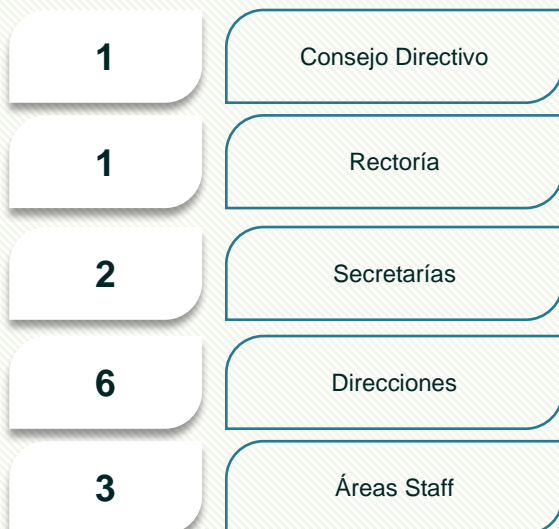 1
Consejo Directivo
1
Rectoría
2
Secretarías
6
Direcciones
3
Áreas Staff